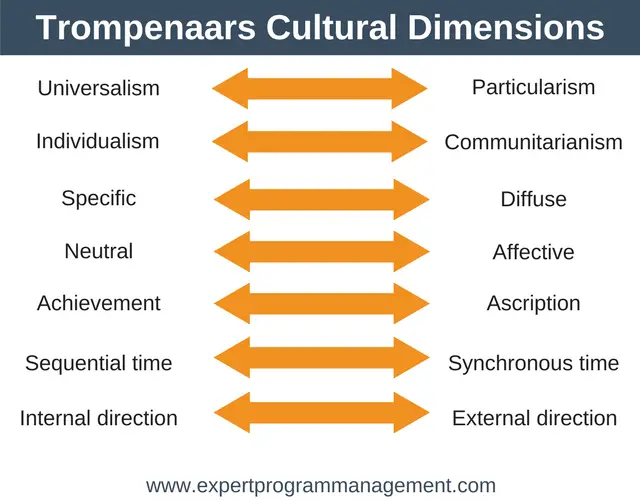 Trompenaars Cultural Dimensions
Universalism Particularism
Individualism Communitarianism
Specific Diffuse
Neutral Affective
Achievement Ascription
Sequential time Synchronous time
Internal direction External direction
www.expertprogrammanagement.com